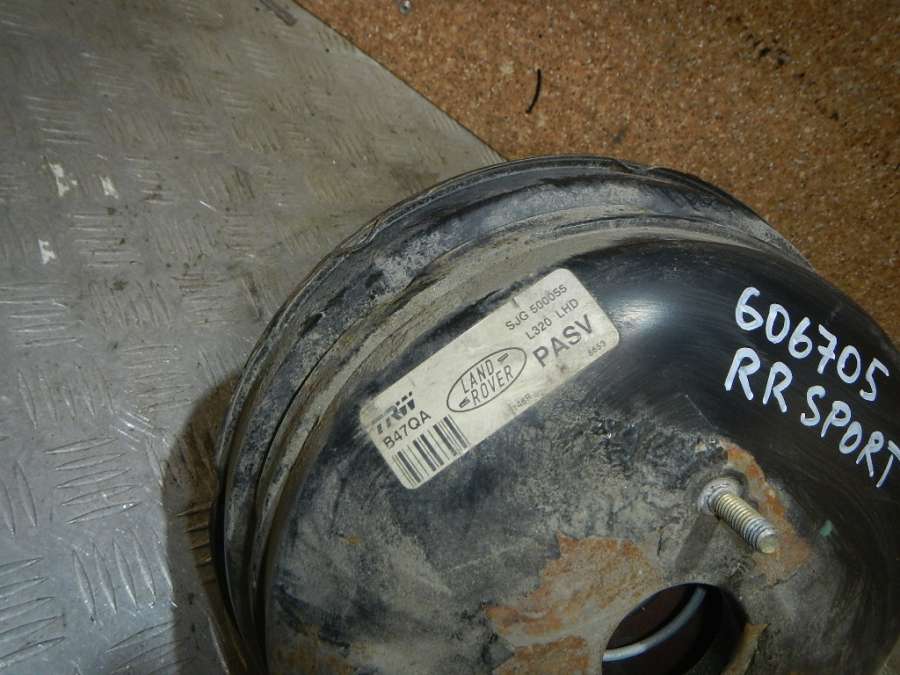 SJG 500055
L320 LHD
PASV
LAND
ROVER
TRW
B47QA
606705
RR SPORT